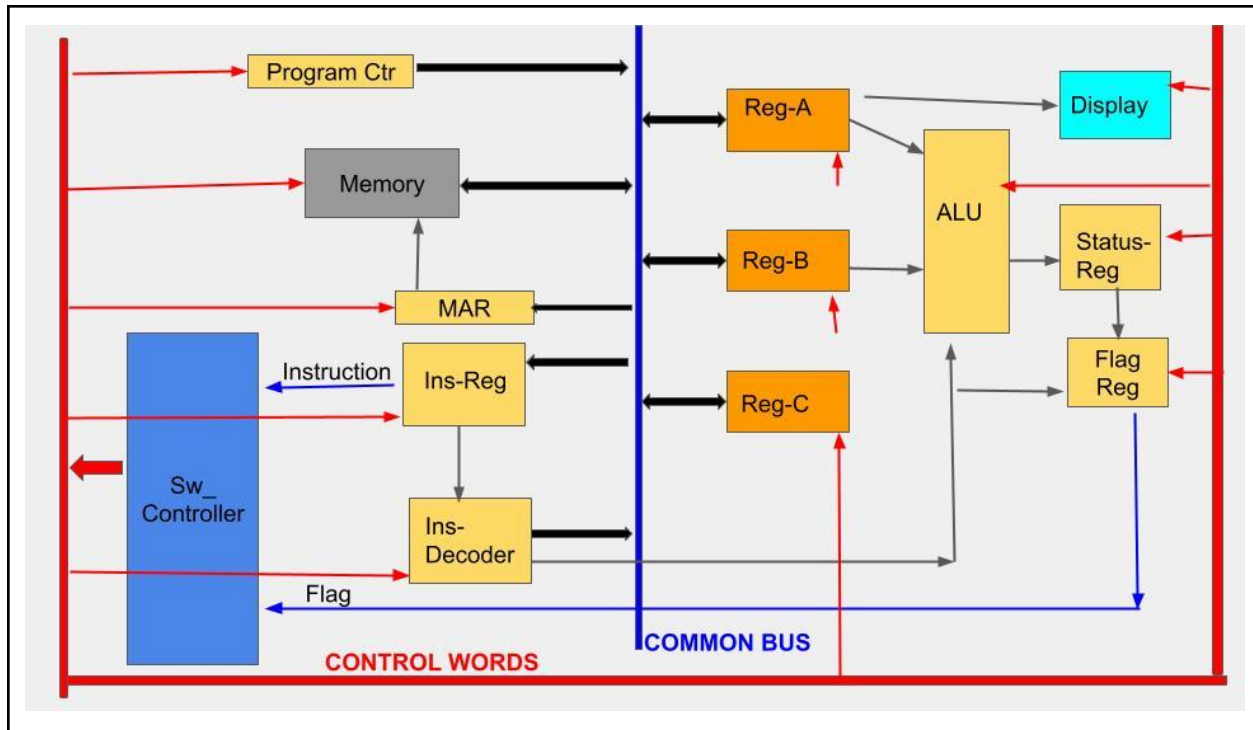 Program Ctr
Memory
MAR
Instruction
Ins-Reg
Sw_
Controller
Ins-
Decoder
Flag
CONTROL WORDS
COMMON BUS
Reg-A
Reg-B
Reg-C
ALU
Display
Status-
Reg
Flag
Reg